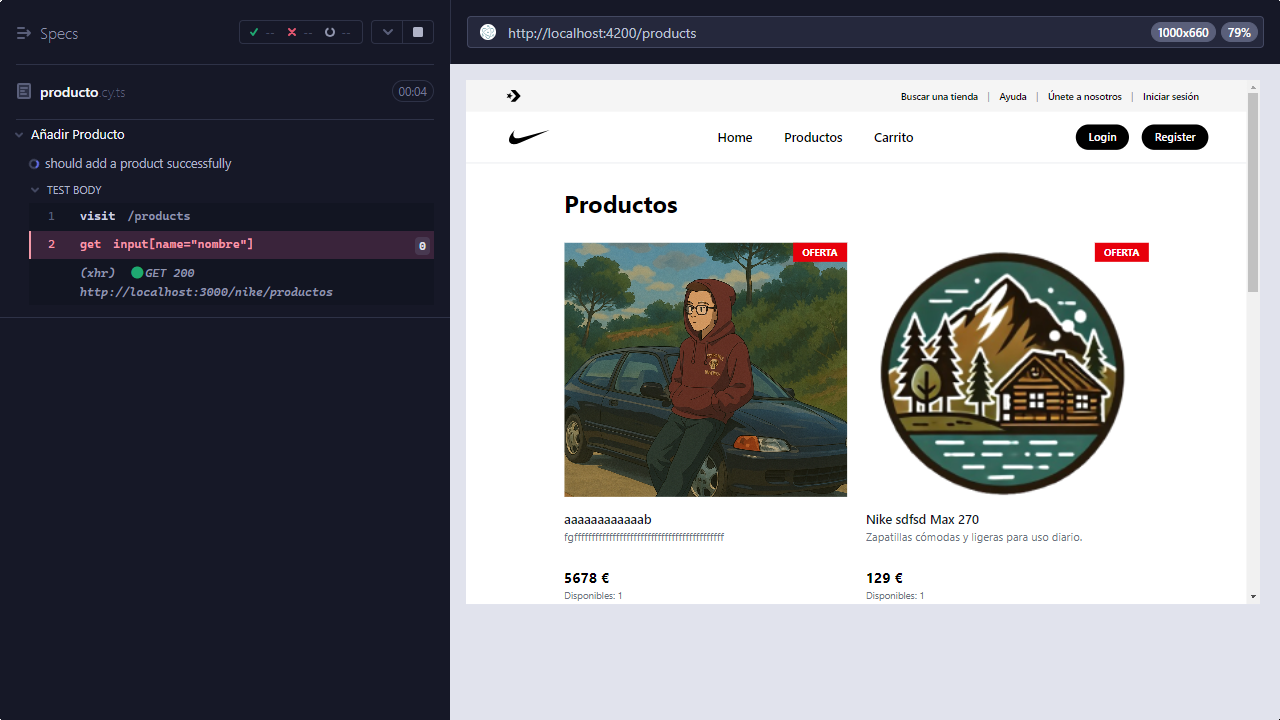 Specs
-- -- --
producto.cy.ts 00:04
Añadir Producto
should add a product successfully
TEST BODY
1 visit /products
2 get input[name="nombre"] 0
(xhr) GET 200
http://localhost:3000/nike/productos
http://localhost:4200/products 1000x660 79%
Buscar una tienda | Ayuda | Únete a nosotros | Iniciar sesión
Home Productos Carrito Login Register
Productos
OFERTA
OFERTA
aaaaaaaaaaaab
Nike sdfsd Max 270
Zapatillas cómodas y ligeras para uso diario.
5678 €
Disponibles: 1
129 €
Disponibles: 1